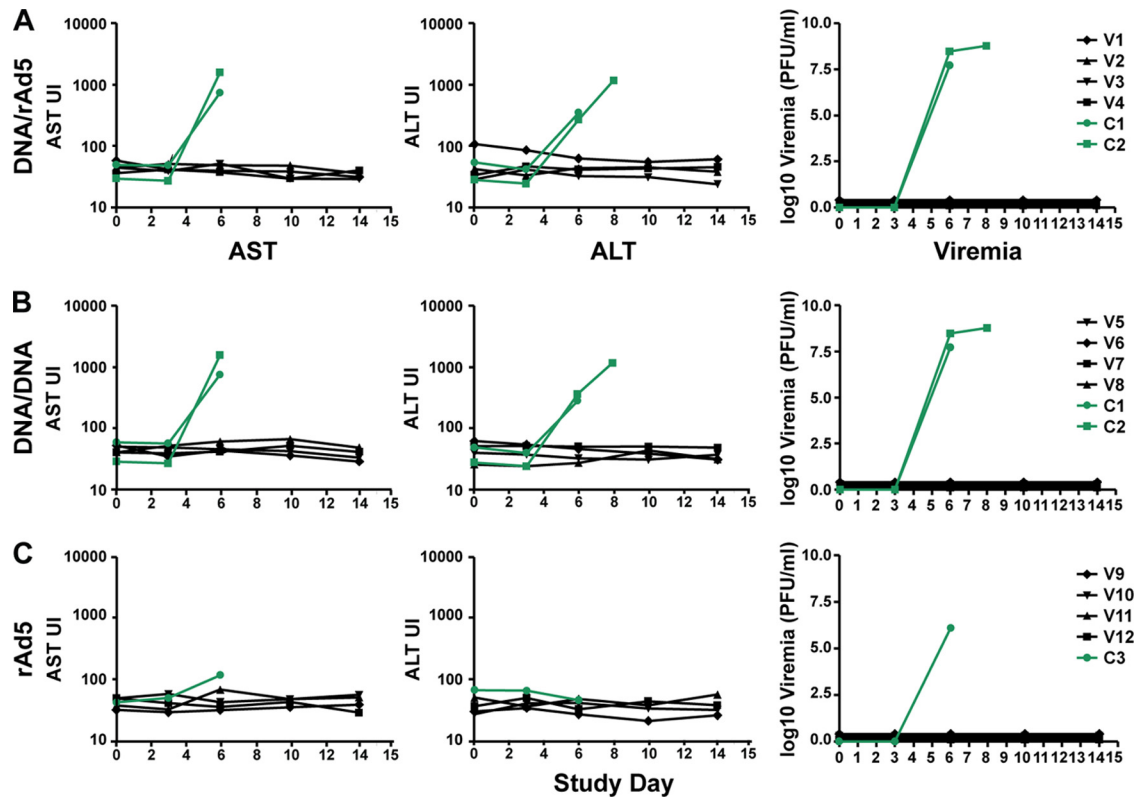 A
DNA/rAd5
AST UI
10000
1000
100
10
0 2 4 6 8 10 12 14 15
AST
ALT UI
10000
1000
100
10
0 2 4 6 8 10 12 14 15
ALT
log10 Viremia (PFU/ml)
10.0
7.5
5.0
2.5
0.0
0 1 2 3 4 5 6 7 8 9 10 11 12 13 14 15
Viremia
V1
V2
V3
V4
C1
C2
B
DNA/DNA
AST UI
10000
1000
100
10
0 2 4 6 8 10 12 14 15
ALT UI
10000
1000
100
10
0 2 4 6 8 10 12 14 15
log10 Viremia (PFU/ml)
10.0
7.5
5.0
2.5
0.0
0 1 2 3 4 5 6 7 8 9 10 11 12 13 14 15
V5
V6
V7
V8
C1
C2
C
rAd5
AST UI
10000
1000
100
10
0 2 4 6 8 10 12 14 15
ALT UI
10000
1000
100
10
0 2 4 6 8 10 12 14 15
Study Day
log10 Viremia (PFU/ml)
10.0
7.5
5.0
2.5
0.0
0 1 2 3 4 5 6 7 8 9 10 11 12 13 14 15
V9
V10
V11
V12
C3